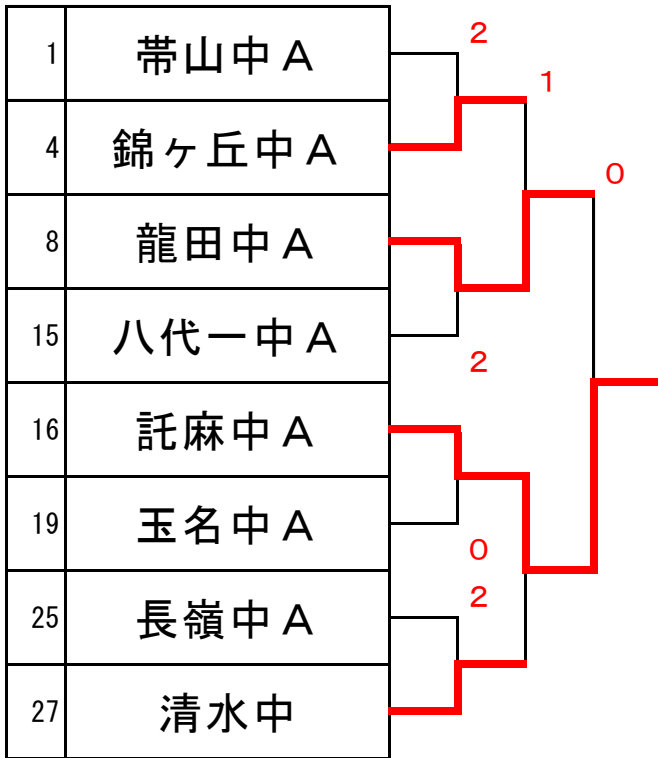 1 帯山中A 2
1
4 錦ヶ丘中A
0
8 龍田中A
15 八代一中A 2
16 託麻中A
19 玉名中A 0
25 長嶺中A 2
27 清水中